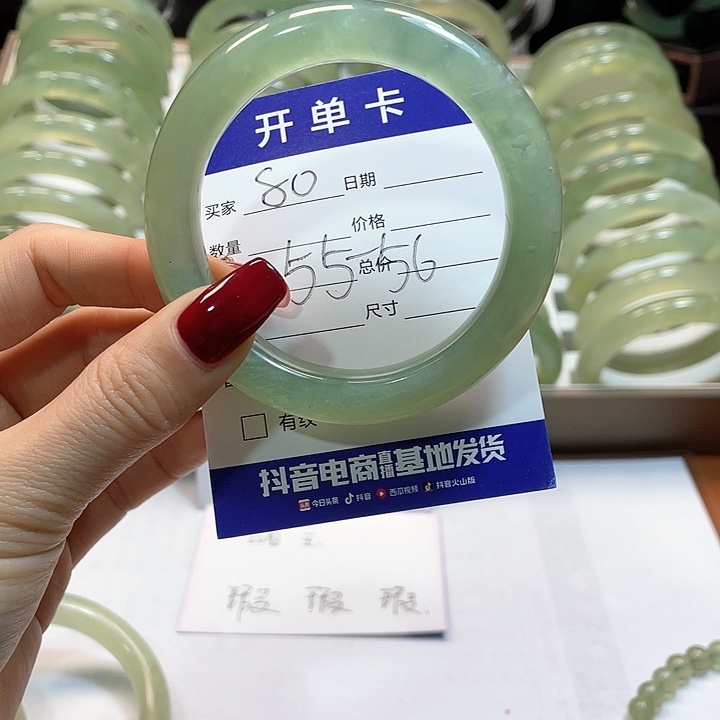 开单卡
买家 80 日期
数量 价格
55-56 总价
尺寸
有纹
抖音电商直播基地发货
今日头条 抖音 西瓜视频 抖音火山版
瑕 瑕 瑕